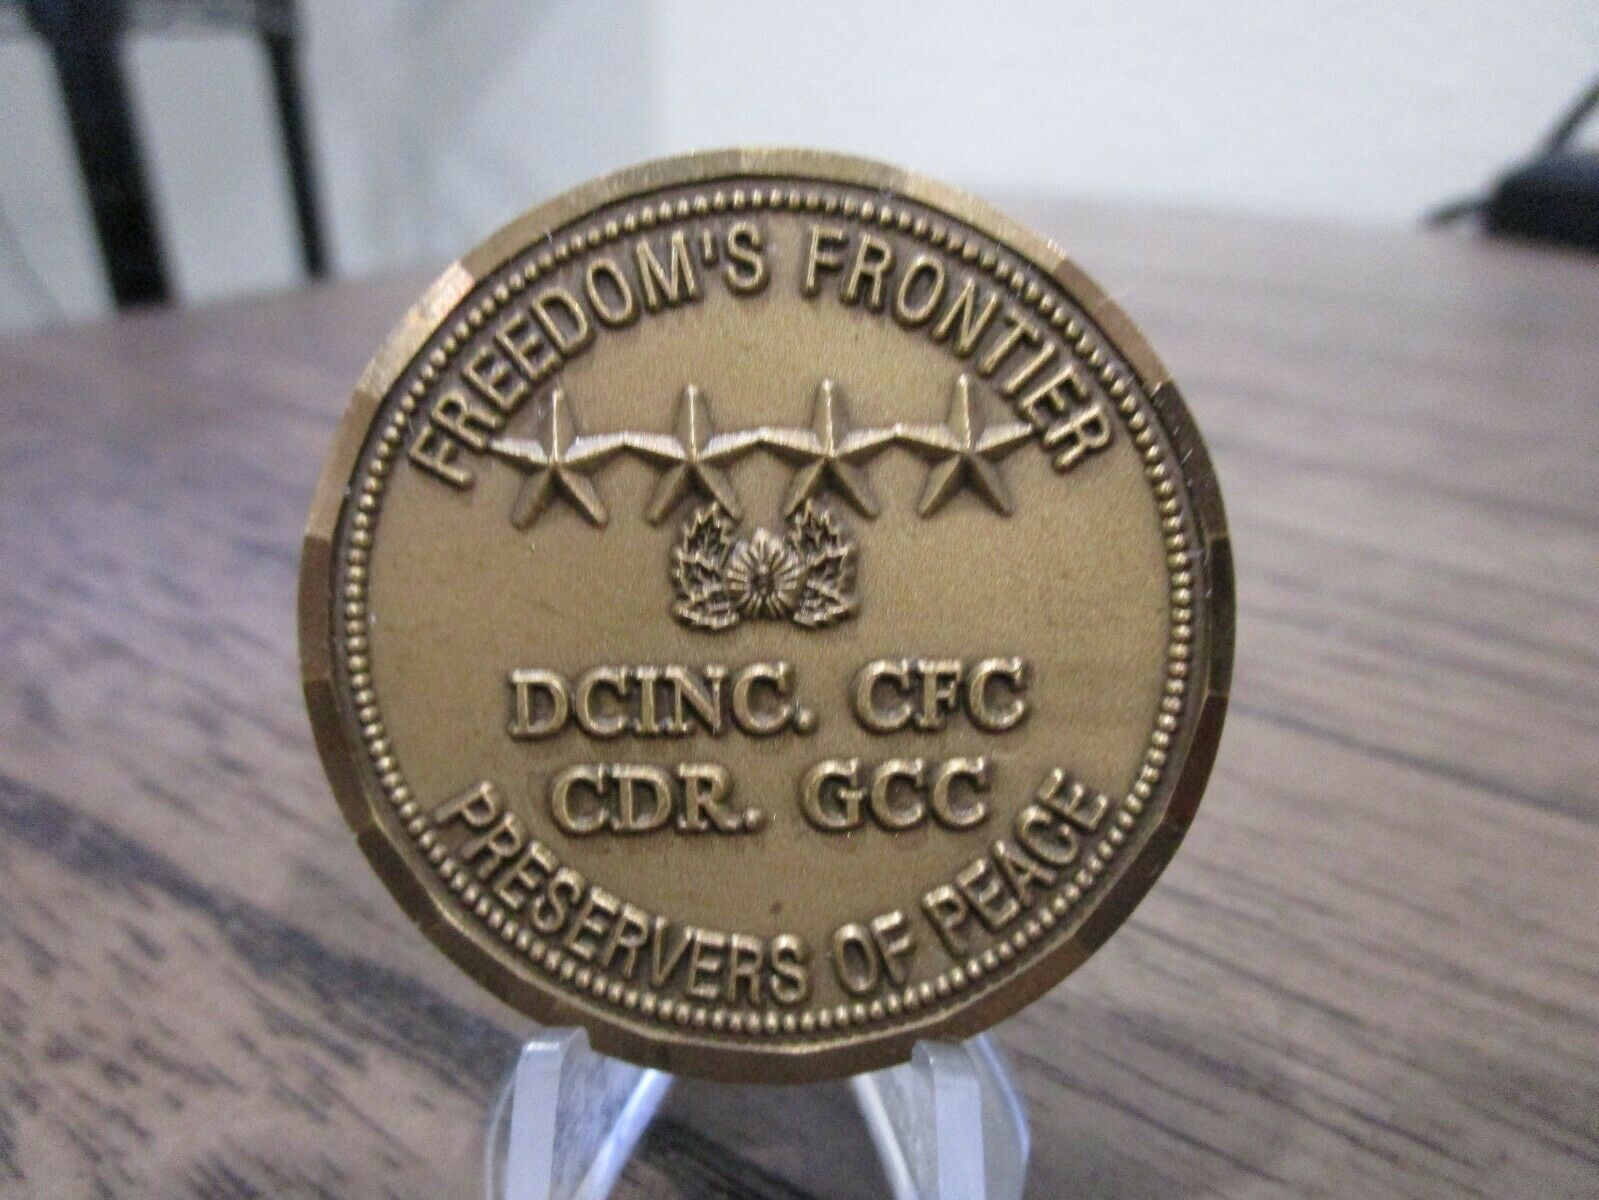 FREEDOM'S FRONTIER
DCINC. CFC
CDR. GCC
PRESERVERS OF PEACE